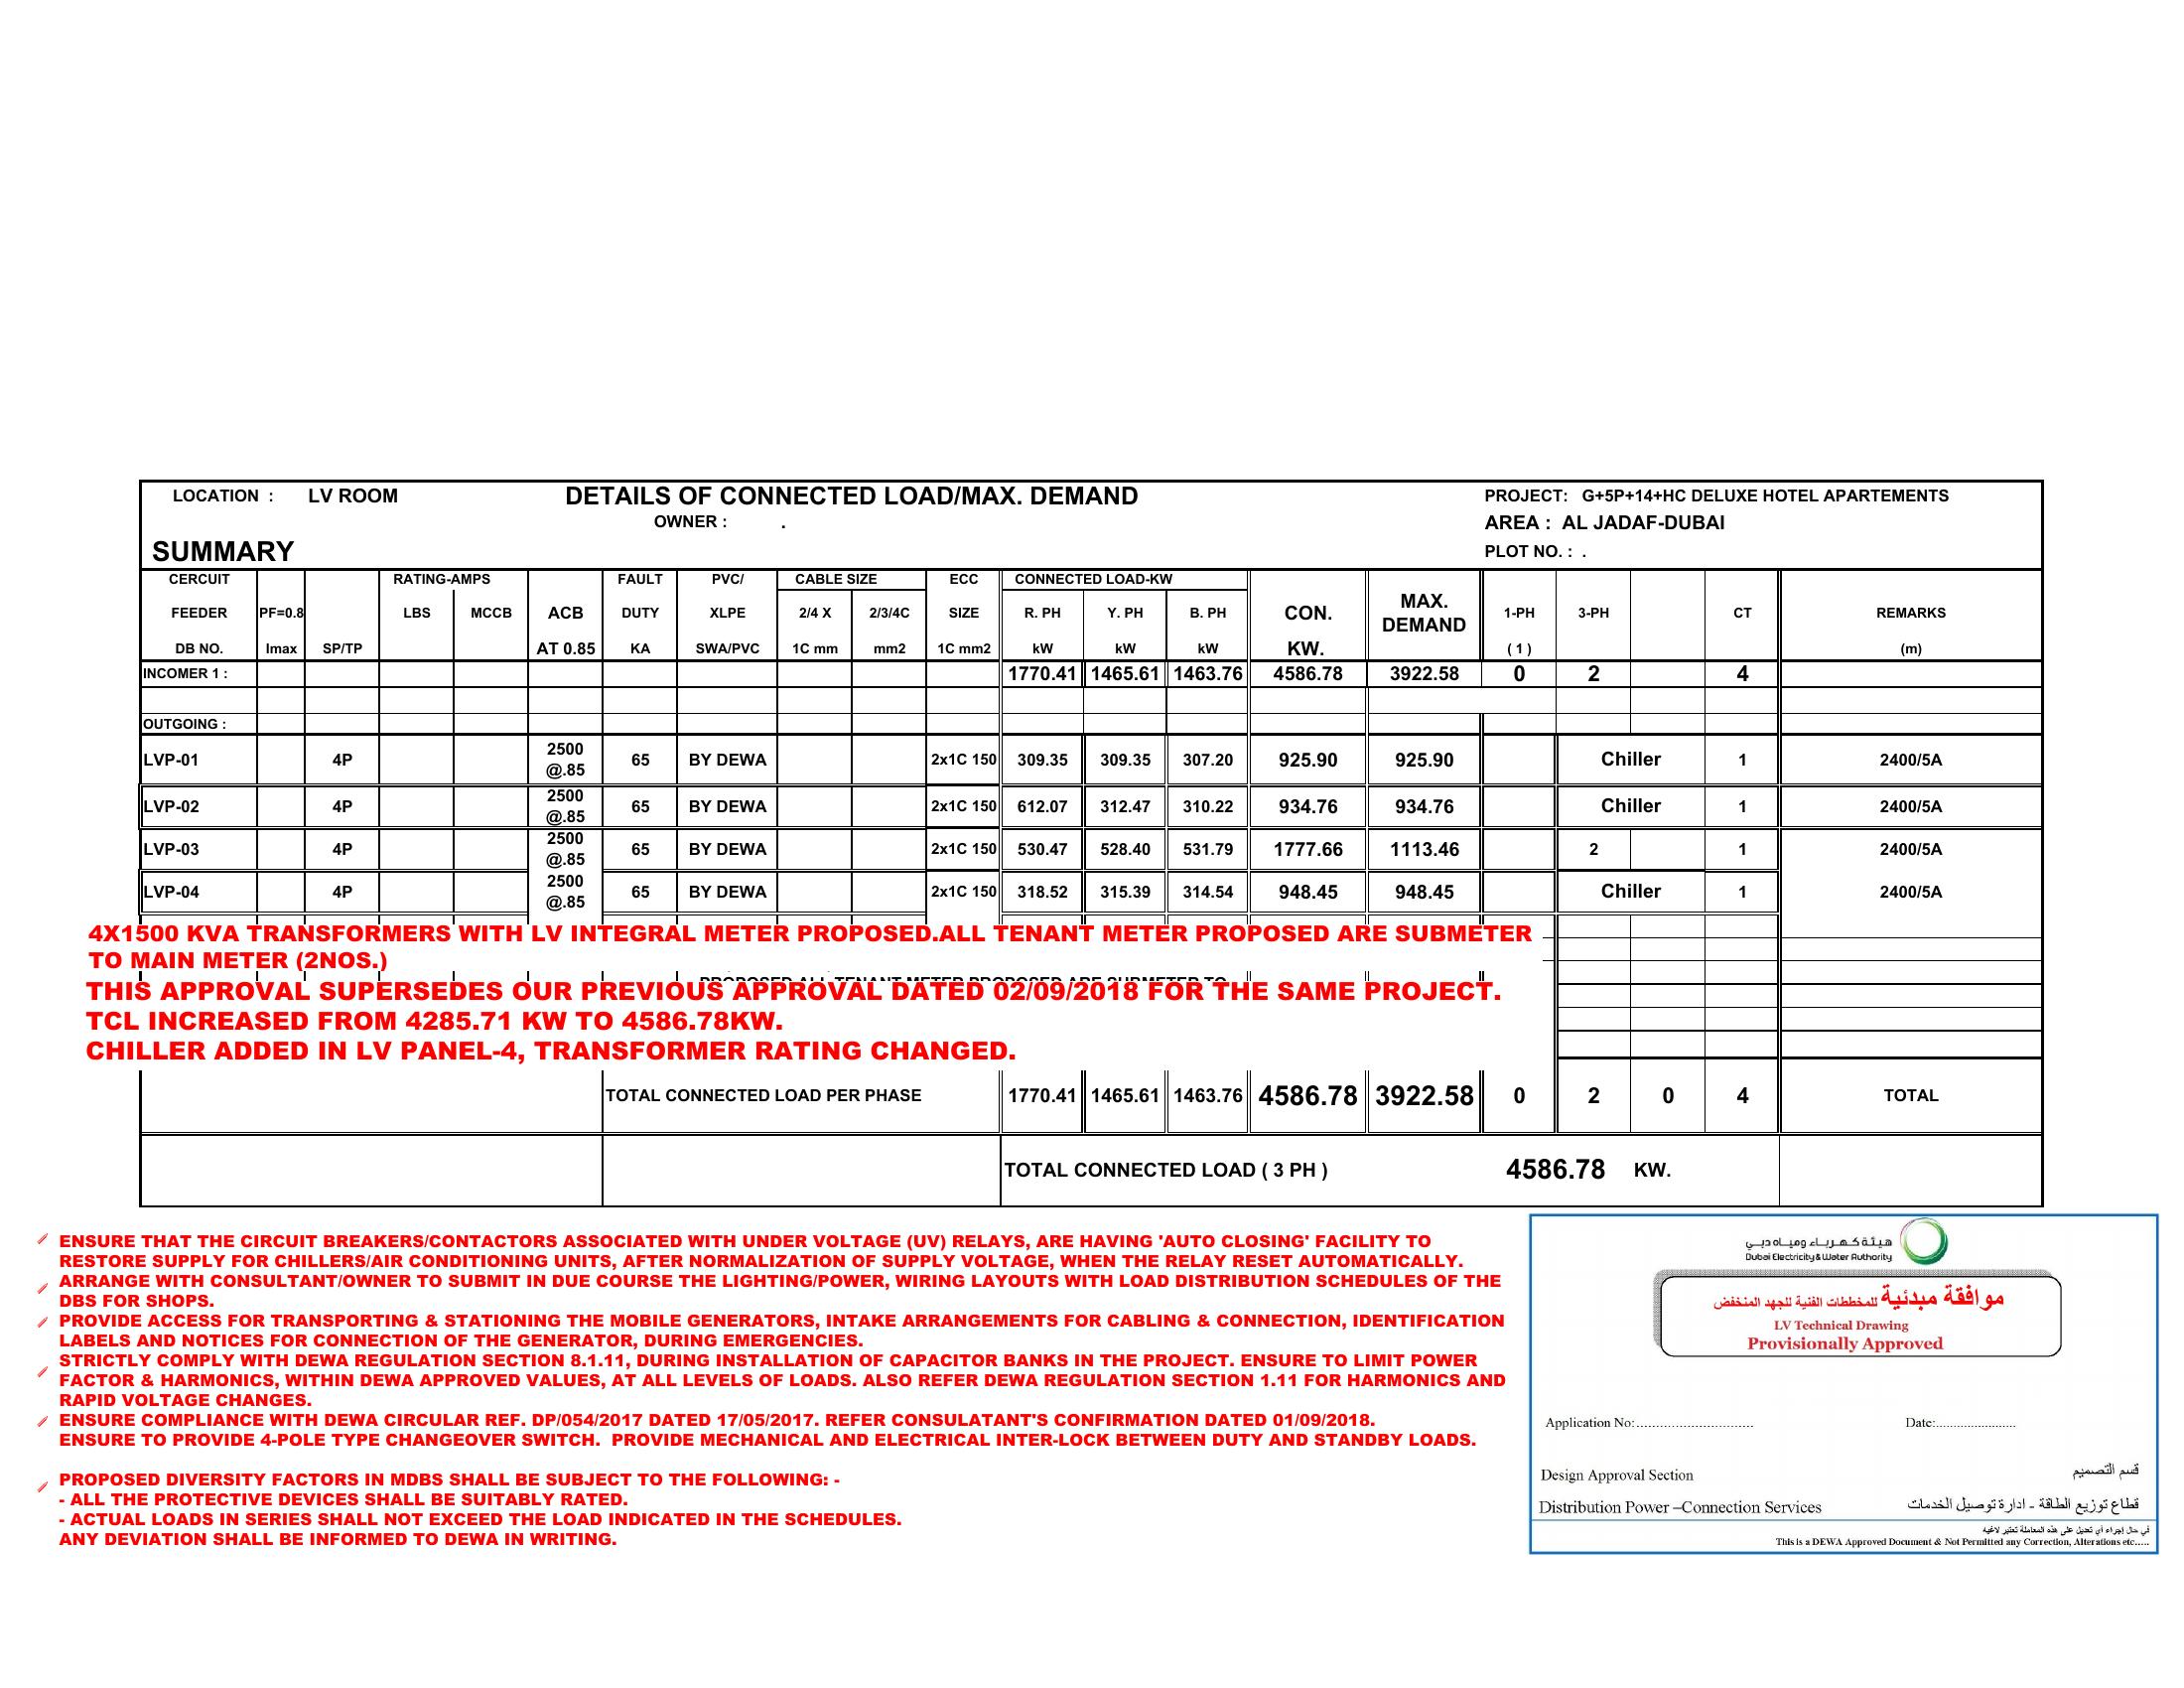 LOCATION : LV ROOM DETAILS OF CONNECTED LOAD/MAX. DEMAND PROJECT: G+5P+14+HC DELUXE HOTEL APARTEMENTS
OWNER : . AREA : AL JADAF-DUBAI
SUMMARY PLOT NO. : .
CERCUIT RATING-AMPS FAULT PVC/ CABLE SIZE ECC CONNECTED LOAD-KW
FEEDER PF=0.8 LBS MCCB ACB DUTY XLPE 2/4 X 2/3/4C SIZE R. PH Y. PH B. PH CON. MAX. DEMAND 1-PH 3-PH CT REMARKS
DB NO. Imax SP/TP AT 0.85 KA SWA/PVC 1C mm mm2 1C mm2 kW kW kW KW. ( 1 ) (m)
INCOMER 1 : 1770.41 1465.61 1463.76 4586.78 3922.58 0 2 4
OUTGOING :
LVP-01 4P 2500 @.85 65 BY DEWA 2x1C 150 309.35 309.35 307.20 925.90 925.90 Chiller 1 2400/5A
LVP-02 4P 2500 @.85 65 BY DEWA 2x1C 150 612.07 312.47 310.22 934.76 934.76 Chiller 1 2400/5A
LVP-03 4P 2500 @.85 65 BY DEWA 2x1C 150 530.47 528.40 531.79 1777.66 1113.46 2 1 2400/5A
LVP-04 4P 2500 @.85 65 BY DEWA 2x1C 150 318.52 315.39 314.54 948.45 948.45 Chiller 1 2400/5A
4X1500 KVA TRANSFORMERS WITH LV INTEGRAL METER PROPOSED.ALL TENANT METER PROPOSED ARE SUBMETER
TO MAIN METER (2NOS.)
PROPOSED ALL TENANT METER PROPOSED ARE SUBMETER TO
THIS APPROVAL SUPERSEDES OUR PREVIOUS APPROVAL DATED 02/09/2018 FOR THE SAME PROJECT.
TCL INCREASED FROM 4285.71 KW TO 4586.78KW.
CHILLER ADDED IN LV PANEL-4, TRANSFORMER RATING CHANGED.
TOTAL CONNECTED LOAD PER PHASE 1770.41 1465.61 1463.76 4586.78 3922.58 0 2 0 4 TOTAL
TOTAL CONNECTED LOAD ( 3 PH ) 4586.78 KW.
ENSURE THAT THE CIRCUIT BREAKERS/CONTACTORS ASSOCIATED WITH UNDER VOLTAGE (UV) RELAYS, ARE HAVING 'AUTO CLOSING' FACILITY TO
RESTORE SUPPLY FOR CHILLERS/AIR CONDITIONING UNITS, AFTER NORMALIZATION OF SUPPLY VOLTAGE, WHEN THE RELAY RESET AUTOMATICALLY.
ARRANGE WITH CONSULTANT/OWNER TO SUBMIT IN DUE COURSE THE LIGHTING/POWER, WIRING LAYOUTS WITH LOAD DISTRIBUTION SCHEDULES OF THE
DBS FOR SHOPS.
PROVIDE ACCESS FOR TRANSPORTING & STATIONING THE MOBILE GENERATORS, INTAKE ARRANGEMENTS FOR CABLING & CONNECTION, IDENTIFICATION
LABELS AND NOTICES FOR CONNECTION OF THE GENERATOR, DURING EMERGENCIES.
STRICTLY COMPLY WITH DEWA REGULATION SECTION 8.1.11, DURING INSTALLATION OF CAPACITOR BANKS IN THE PROJECT. ENSURE TO LIMIT POWER
FACTOR & HARMONICS, WITHIN DEWA APPROVED VALUES, AT ALL LEVELS OF LOADS. ALSO REFER DEWA REGULATION SECTION 1.11 FOR HARMONICS AND
RAPID VOLTAGE CHANGES.
ENSURE COMPLIANCE WITH DEWA CIRCULAR REF. DP/054/2017 DATED 17/05/2017. REFER CONSULATANT'S CONFIRMATION DATED 01/09/2018.
ENSURE TO PROVIDE 4-POLE TYPE CHANGEOVER SWITCH. PROVIDE MECHANICAL AND ELECTRICAL INTER-LOCK BETWEEN DUTY AND STANDBY LOADS.
PROPOSED DIVERSITY FACTORS IN MDBS SHALL BE SUBJECT TO THE FOLLOWING: -
- ALL THE PROTECTIVE DEVICES SHALL BE SUITABLY RATED.
- ACTUAL LOADS IN SERIES SHALL NOT EXCEED THE LOAD INDICATED IN THE SCHEDULES.
ANY DEVIATION SHALL BE INFORMED TO DEWA IN WRITING.
هيئة كهرباء ومياه دبي
Dubai Electricity & Water Authority
موافقة مبدئية للمخططات الفنية للجهد المنخفض
LV Technical Drawing
Provisionally Approved
Application No:.............................. Date:.......................
Design Approval Section قسم التصميم
Distribution Power –Connection Services قطاع توزيع الطاقة - ادارة توصيل الخدمات
في حال إجراء أي تعديل على هذه المعاملة تعتبر لاغيه
This is a DEWA Approved Document & Not Permitted any Correction, Alterations etc.....